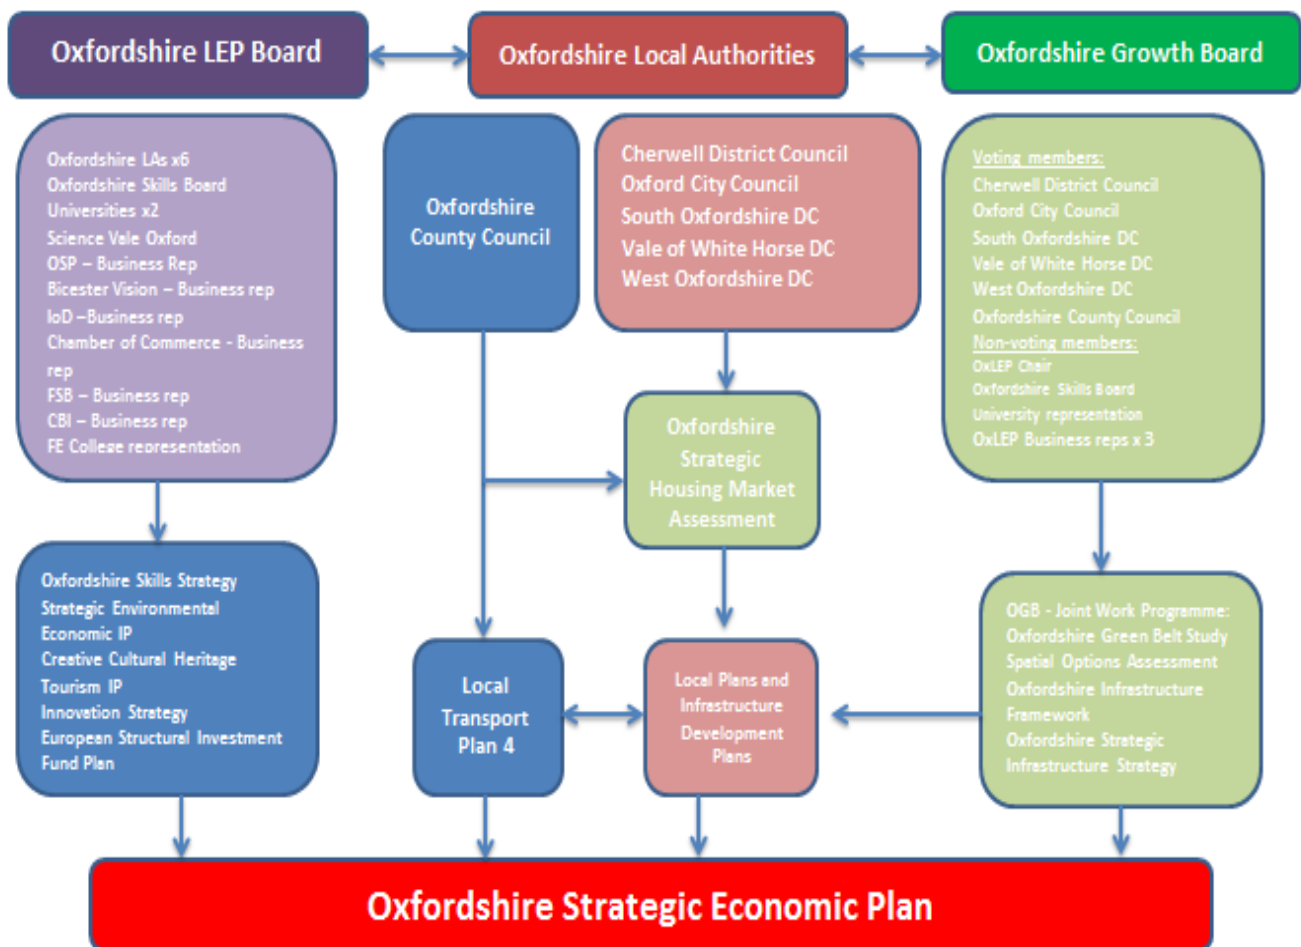 Oxfordshire LEP Board
Oxfordshire Local Authorities
Oxfordshire Growth Board
Oxfordshire LAs x6
Oxfordshire Skills Board
Universities x2
Science Vale Oxford
OSP – Business Rep
Bicester Vision – Business rep
IoD –Business rep
Chamber of Commerce - Business
rep
FSB – Business rep
CBI – Business rep
FE College representation
Oxfordshire
County Council
Cherwell District Council
Oxford City Council
South Oxfordshire DC
Vale of White Horse DC
West Oxfordshire DC
Voting members:
Cherwell District Council
Oxford City Council
South Oxfordshire DC
Vale of White Horse DC
West Oxfordshire DC
Oxfordshire County Council
Non-voting members:
OxLEP Chair
Oxfordshire Skills Board
University representation
OxLEP Business reps x 3
Oxfordshire
Strategic
Housing Market
Assessment
Oxfordshire Skills Strategy
Strategic Environmental
Economic IP
Creative Cultural Heritage
Tourism IP
Innovation Strategy
European Structural Investment
Fund Plan
Local
Transport
Plan 4
Local Plans and
Infrastructure
Development
Plans
OGB - Joint Work Programme:
Oxfordshire Green Belt Study
Spatial Options Assessment
Oxfordshire Infrastructure
Framework
Oxfordshire Strategic
Infrastructure Strategy
Oxfordshire Strategic Economic Plan